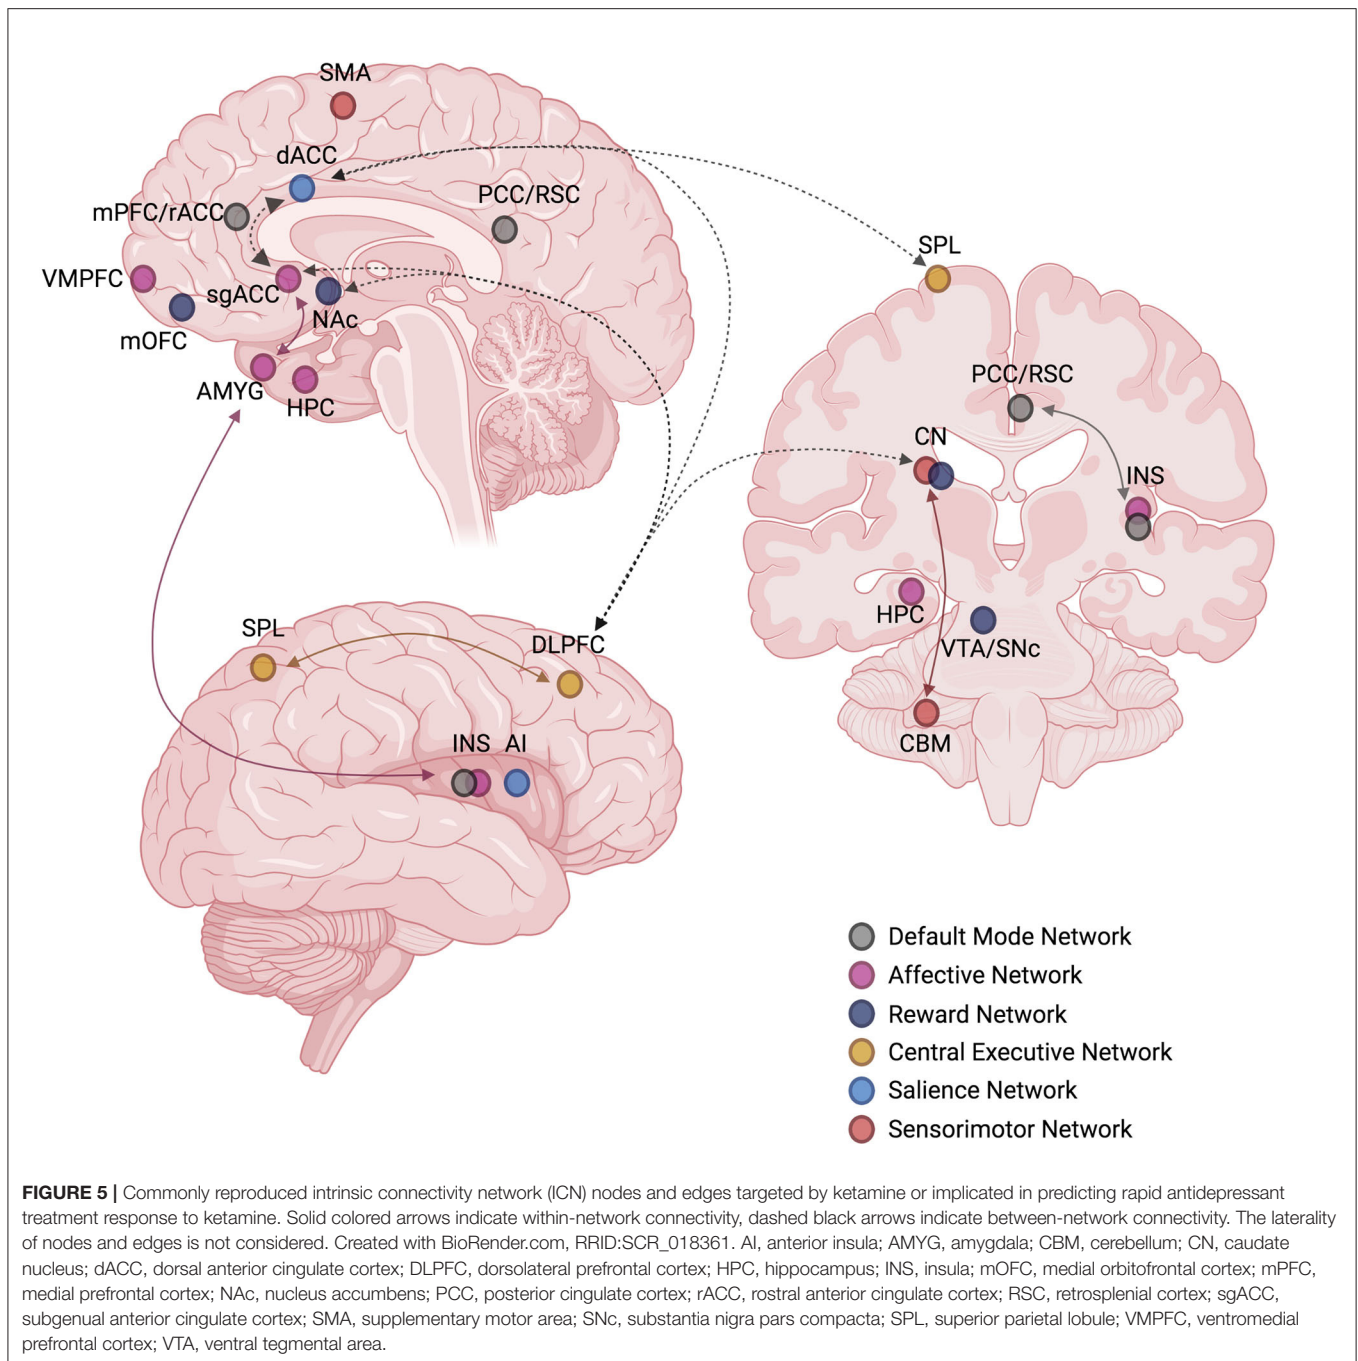 SMA
dACC
PCC/RSC
mPFC/rACC
VMPFC
sgACC
NAc
mOFC
AMYG
HPC
SPL
PCC/RSC
CN
INS
HPC
VTA/SNc
CBM
SPL
DLPFC
INS AI
Default Mode Network
Affective Network
Reward Network
Central Executive Network
Salience Network
Sensorimotor Network
FIGURE 5 | Commonly reproduced intrinsic connectivity network (ICN) nodes and edges targeted by ketamine or implicated in predicting rapid antidepressant
treatment response to ketamine. Solid colored arrows indicate within-network connectivity, dashed black arrows indicate between-network connectivity. The laterality
of nodes and edges is not considered. Created with BioRender.com, RRID:SCR_018361. AI, anterior insula; AMYG, amygdala; CBM, cerebellum; CN, caudate
nucleus; dACC, dorsal anterior cingulate cortex; DLPFC, dorsolateral prefrontal cortex; HPC, hippocampus; INS, insula; mOFC, medial orbitofrontal cortex; mPFC,
medial prefrontal cortex; NAc, nucleus accumbens; PCC, posterior cingulate cortex; rACC, rostral anterior cingulate cortex; RSC, retrosplenial cortex; sgACC,
subgenual anterior cingulate cortex; SMA, supplementary motor area; SNc, substantia nigra pars compacta; SPL, superior parietal lobule; VMPFC, ventromedial
prefrontal cortex; VTA, ventral tegmental area.